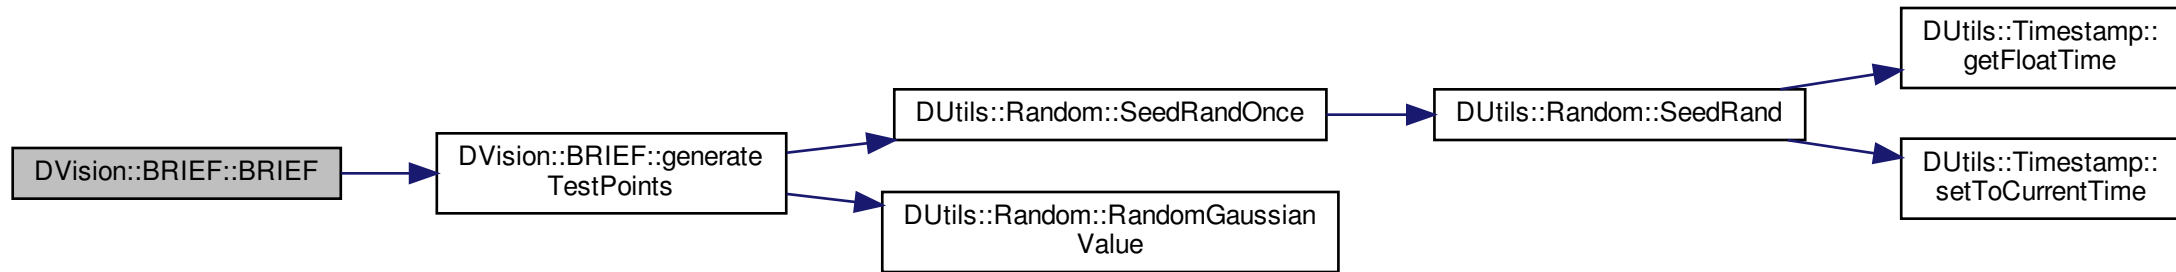 DVision::BRIEF::BRIEF
DVision::BRIEF::generate
TestPoints
DUtils::Random::SeedRandOnce
DUtils::Random::RandomGaussian
Value
DUtils::Random::SeedRand
DUtils::Timestamp::
getFloatTime
DUtils::Timestamp::
setToCurrentTime